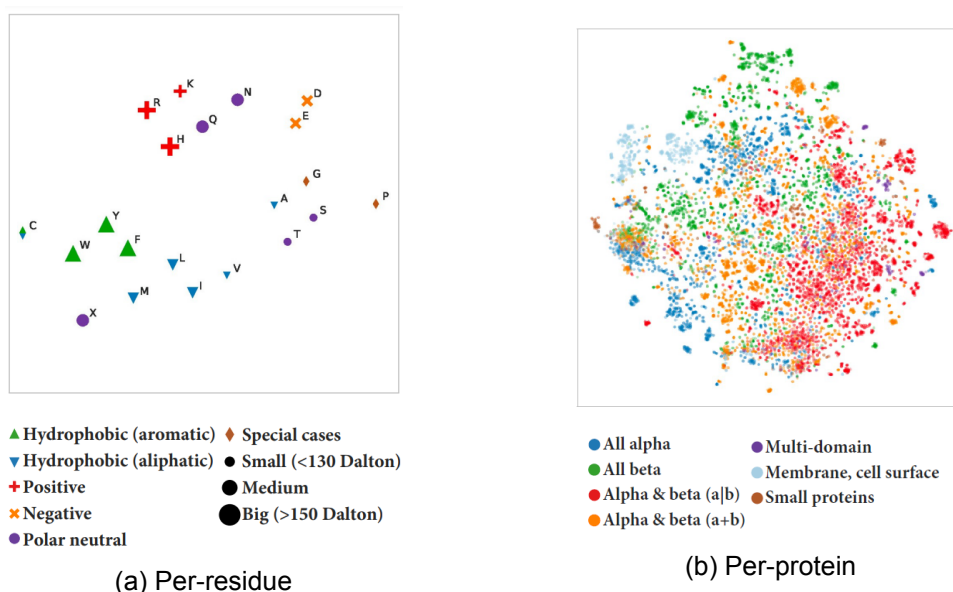 K
R
N
D
Q
E
H
G
A
P
S
C
Y
T
W
F
L
V
M
I
X
Hydrophobic (aromatic)
Hydrophobic (aliphatic)
Positive
Negative
Polar neutral
Special cases
Small (<130 Dalton)
Medium
Big (>150 Dalton)
(a) Per-residue
All alpha
All beta
Alpha & beta (a|b)
Alpha & beta (a+b)
Multi-domain
Membrane, cell surface
Small proteins
(b) Per-protein